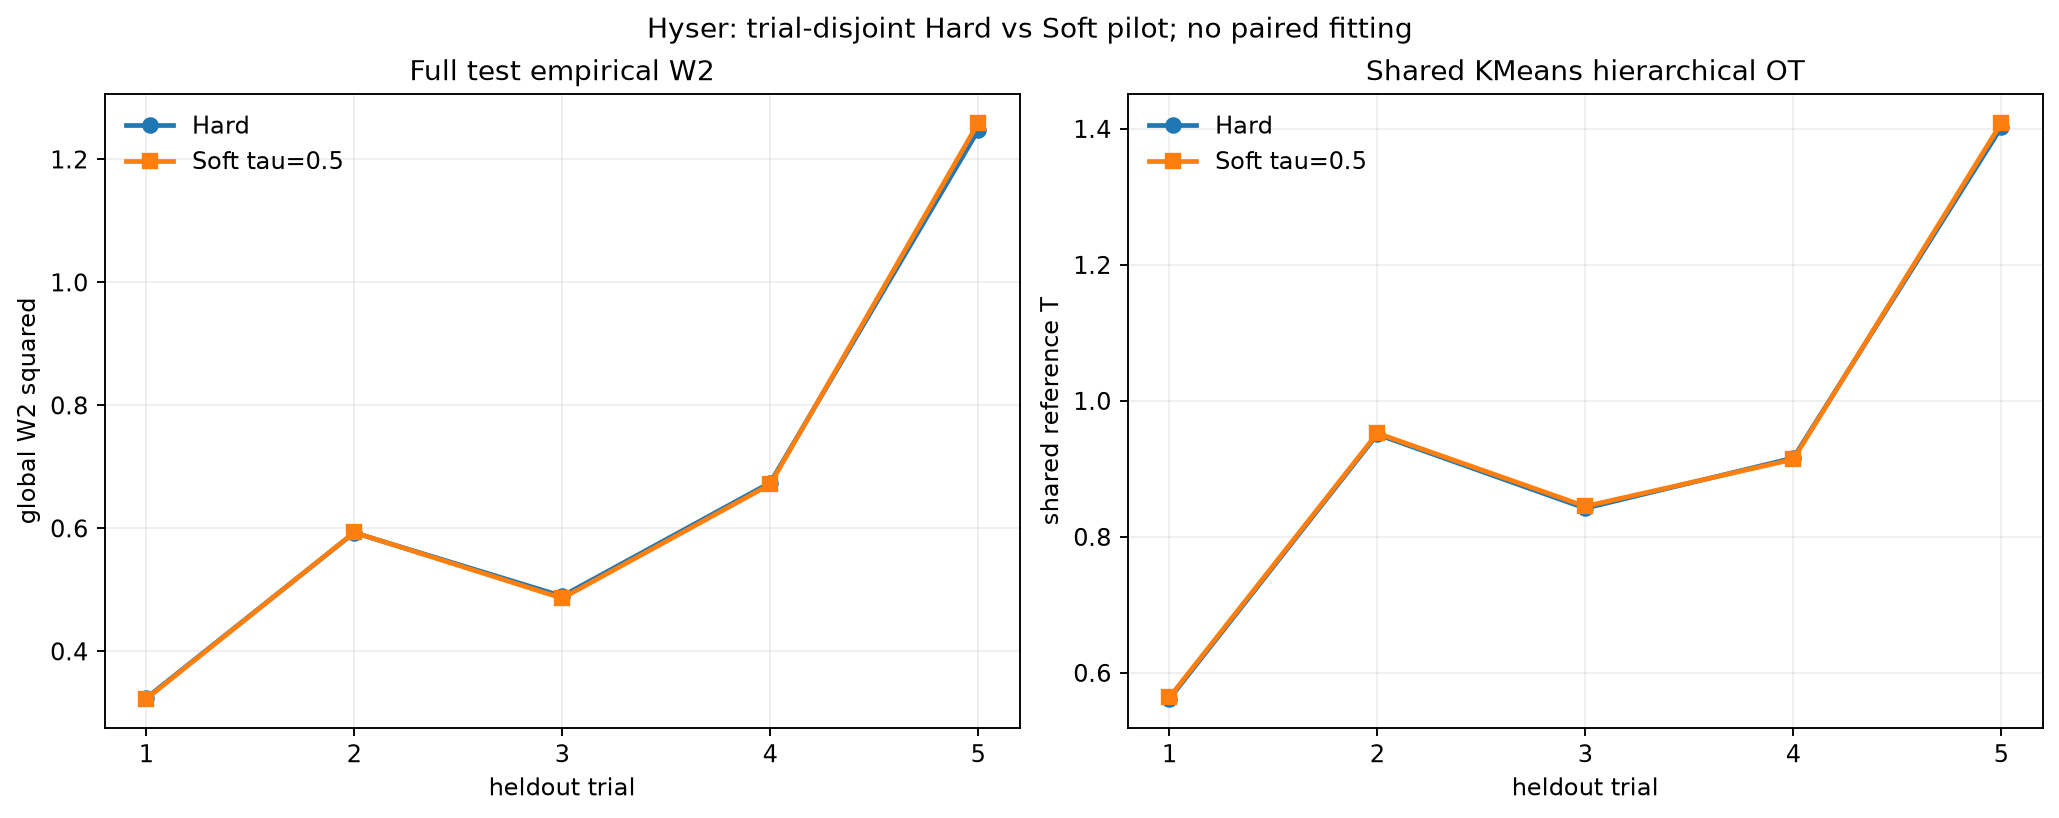 Hyser: trial-disjoint Hard vs Soft pilot; no paired fitting
Full test empirical W2
global W2 squared
1.2
1.0
0.8
0.6
0.4
Hard
Soft tau=0.5
1 2 3 4 5
heldout trial
Shared KMeans hierarchical OT
shared reference T
1.4
1.2
1.0
0.8
0.6
Hard
Soft tau=0.5
1 2 3 4 5
heldout trial